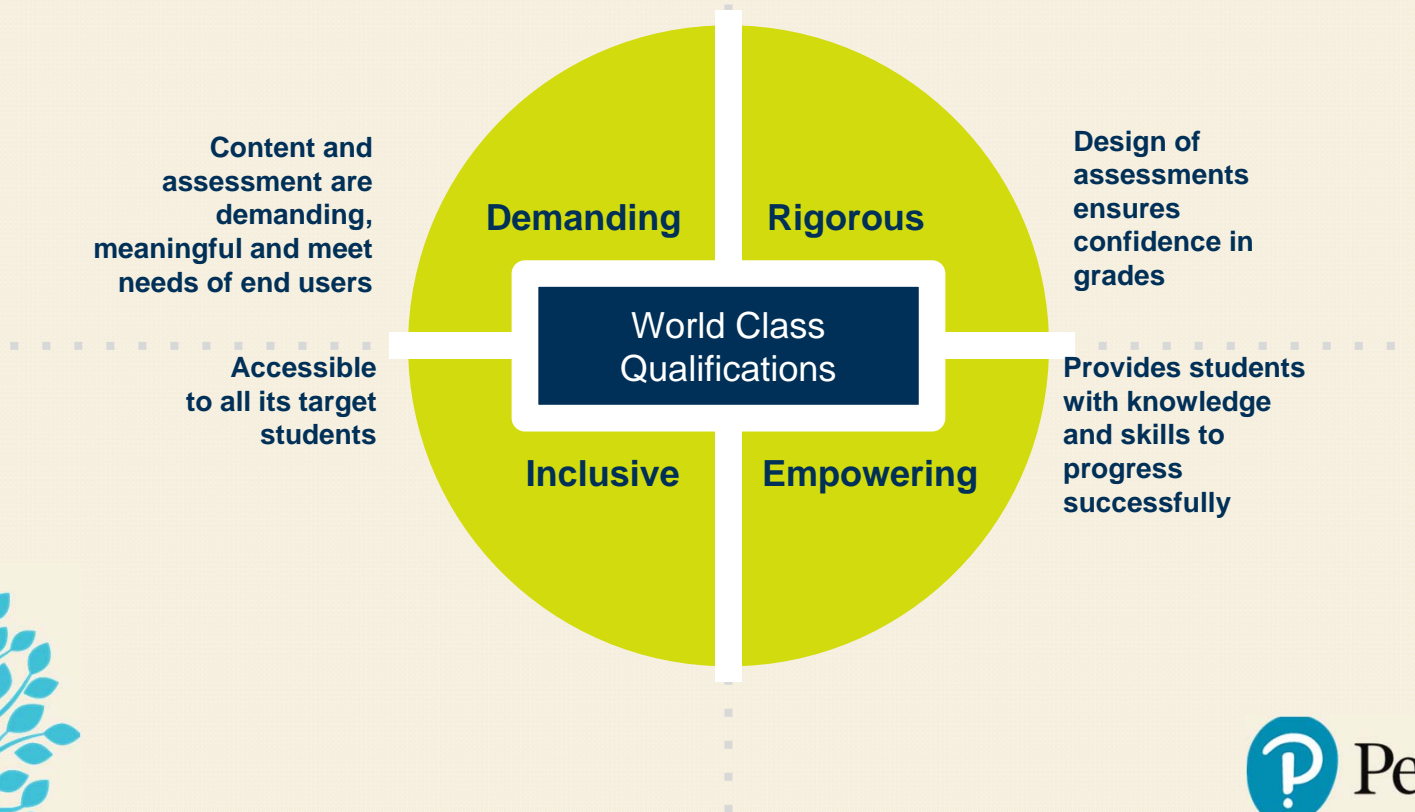 Content and
assessment are
demanding,
meaningful and meet
needs of end users
Demanding
Rigorous
Design of
assessments
ensures
confidence in
grades
World Class
Qualifications
Accessible
to all its target
students
Inclusive
Empowering
Provides students
with knowledge
and skills to
progress
successfully
Pe